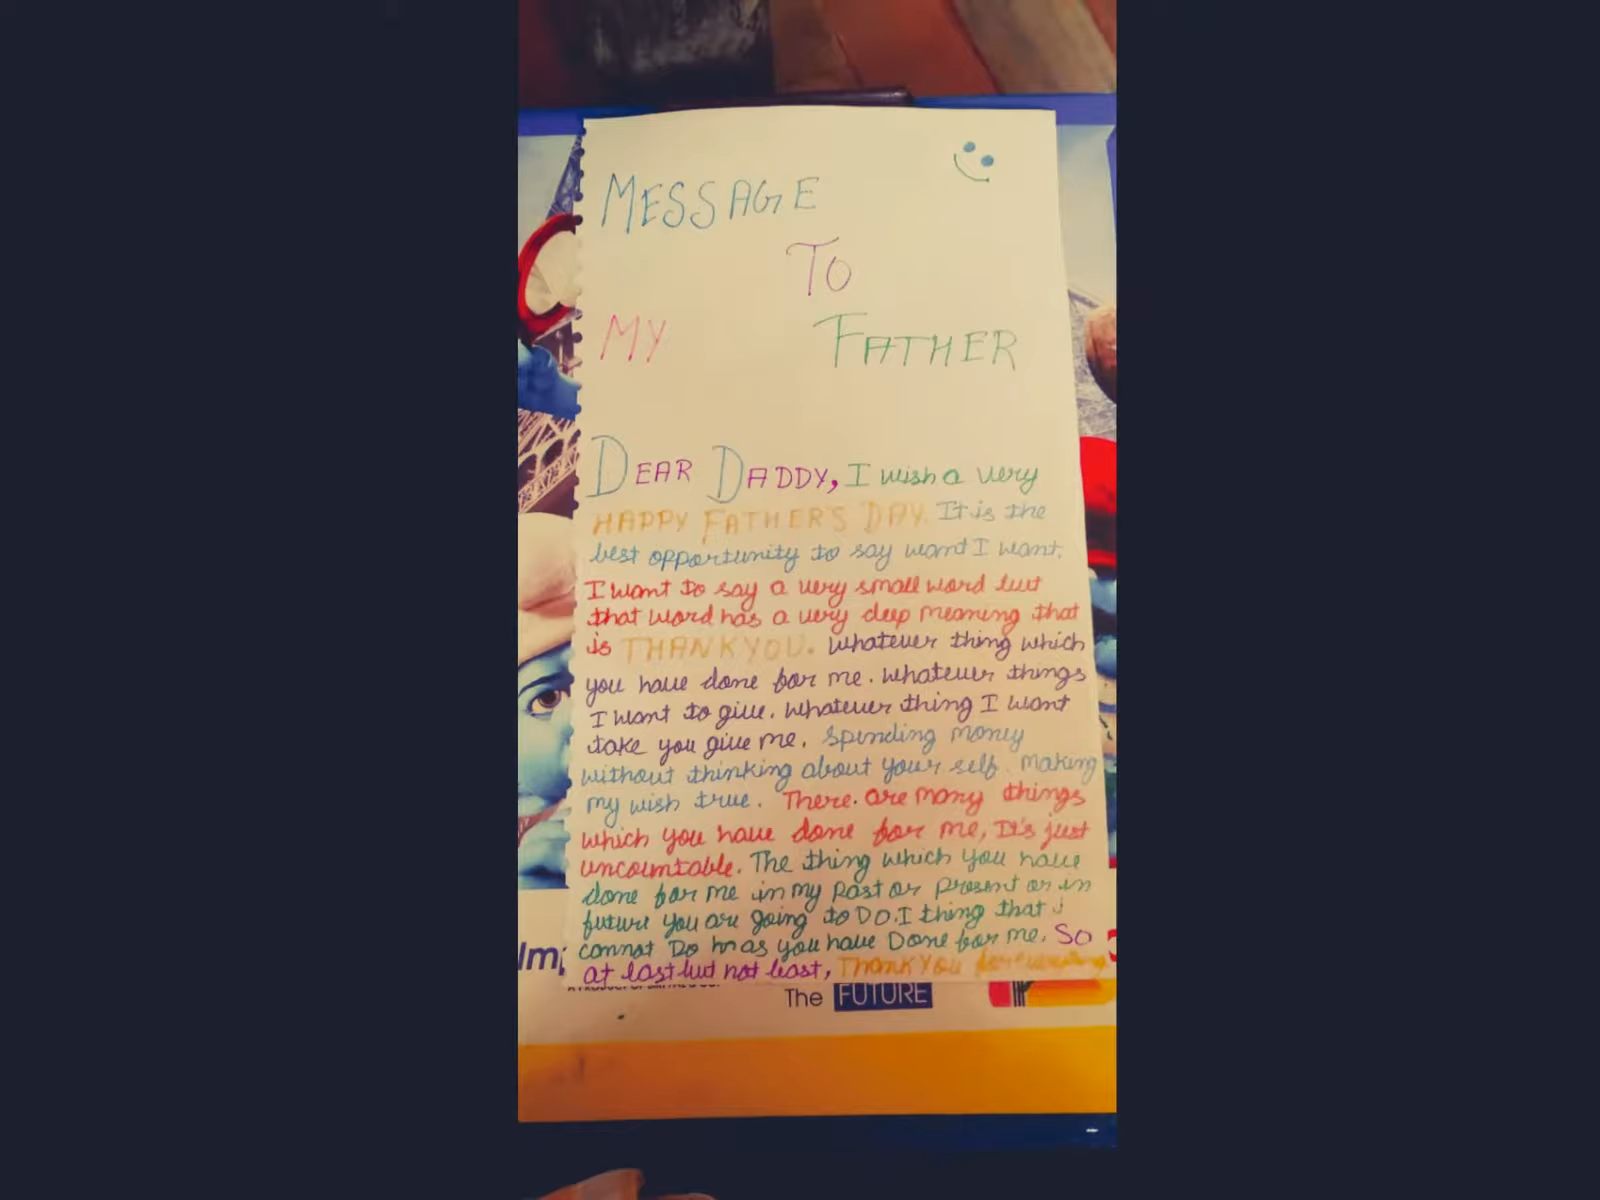 MESSAGE
TO
MY FATHER
DEAR DADDY, I wish a very
HAPPY FATHER'S DAY. It is the
best opportunity to say want I want.
I want to say a very small word but
that word has a very deep meaning that
is THANKYOU. Whatever thing which
you have done for me. Whatever things
I want to give. Whatever thing I want
take you give me. Spending money
without thinking about your self. Making
my wish true. There are many things
which you have done for me, It's just
uncountable. The thing which you have
done for me in my past or present or in
future you are going to DO. I thing that i
cannot Do as you have Done for me. So
at last but not least, Thank you for everything
Im
The FUTURE